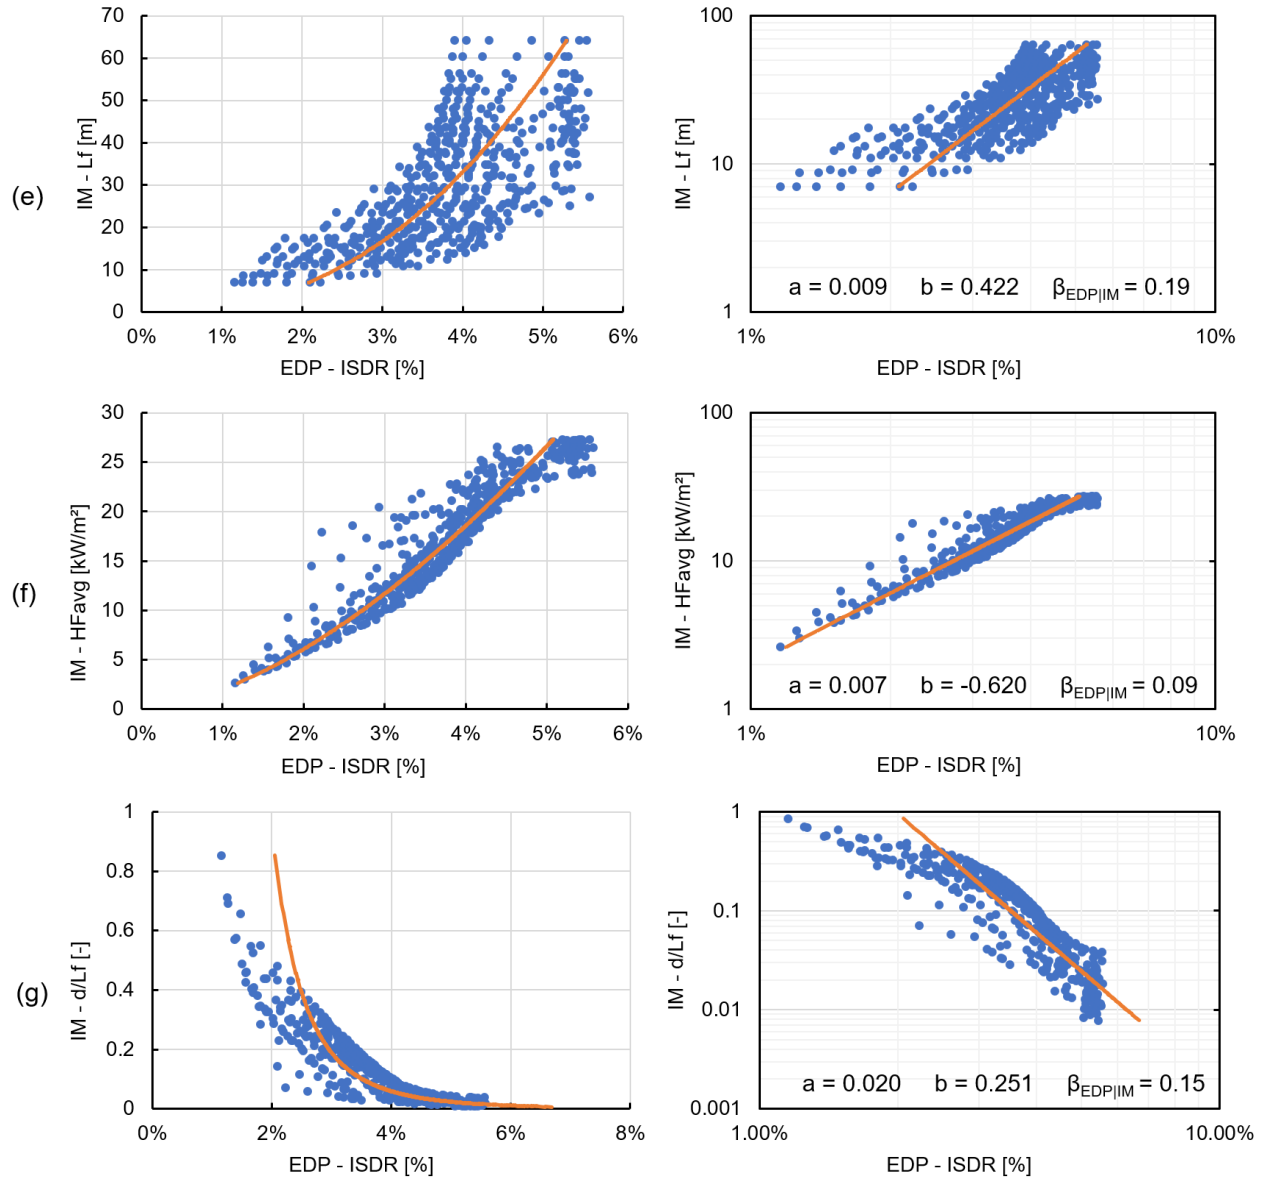 (e)
IM - Lf [m]
70
60
50
40
30
20
10
0
0% 1% 2% 3% 4% 5% 6%
EDP - ISDR [%]
IM - Lf [m]
100
10
1
a = 0.009 b = 0.422 βEDP|IM = 0.19
1% 10%
EDP - ISDR [%]
(f)
IM - HFavg [kW/m²]
30
25
20
15
10
5
0
0% 1% 2% 3% 4% 5% 6%
EDP - ISDR [%]
IM - HFavg [kW/m²]
100
10
1
a = 0.007 b = -0.620 βEDP|IM = 0.09
1% 10%
EDP - ISDR [%]
(g)
IM - d/Lf [-]
1
0.8
0.6
0.4
0.2
0
0% 2% 4% 6% 8%
EDP - ISDR [%]
IM - d/Lf [-]
1
0.1
0.01
0.001
a = 0.020 b = 0.251 βEDP|IM = 0.15
1.00% 10.00%
EDP - ISDR [%]